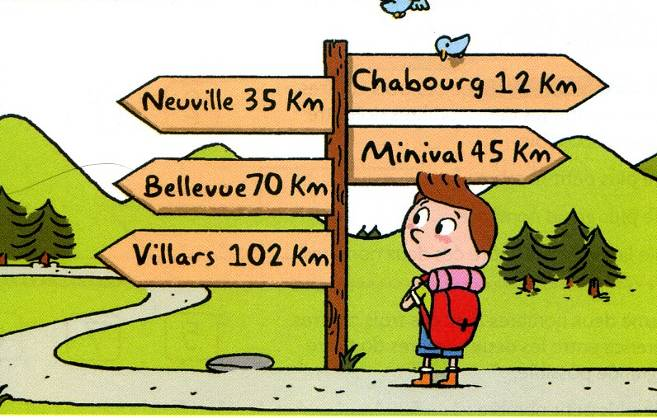 Neuville 35 Km
Bellevue 70 Km
Villars 102 Km
Chabourg 12 Km
Minival 45 Km